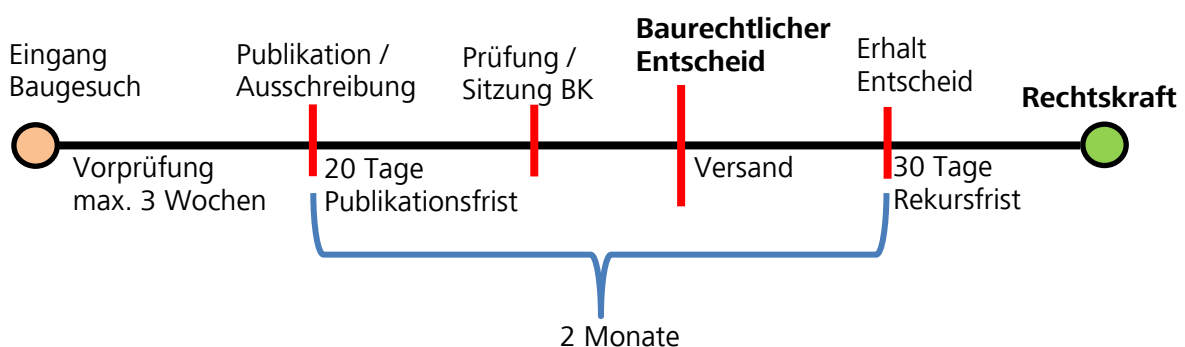 Eingang
Baugesuch
Publikation /
Ausschreibung
Prüfung /
Sitzung BK
Baurechtlicher
Entscheid
Erhalt
Entscheid
Rechtskraft
Vorprüfung
max. 3 Wochen
20 Tage
Publikationsfrist
Versand
30 Tage
Rekursfrist
2 Monate